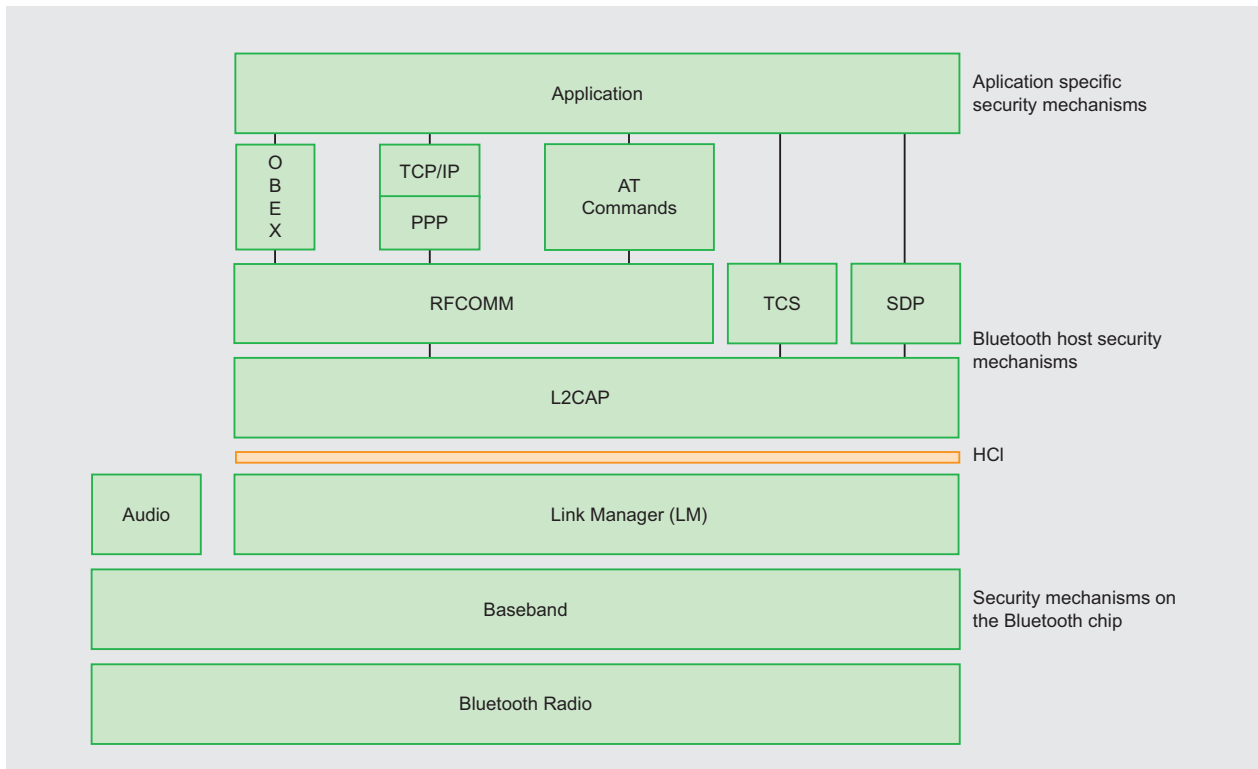 Application
Aplication specific
security mechanisms
O
B
E
X
TCP/IP
PPP
AT
Commands
RFCOMM
TCS
SDP
Bluetooth host security
mechanisms
L2CAP
HCI
Audio
Link Manager (LM)
Baseband
Security mechanisms on
the Bluetooth chip
Bluetooth Radio